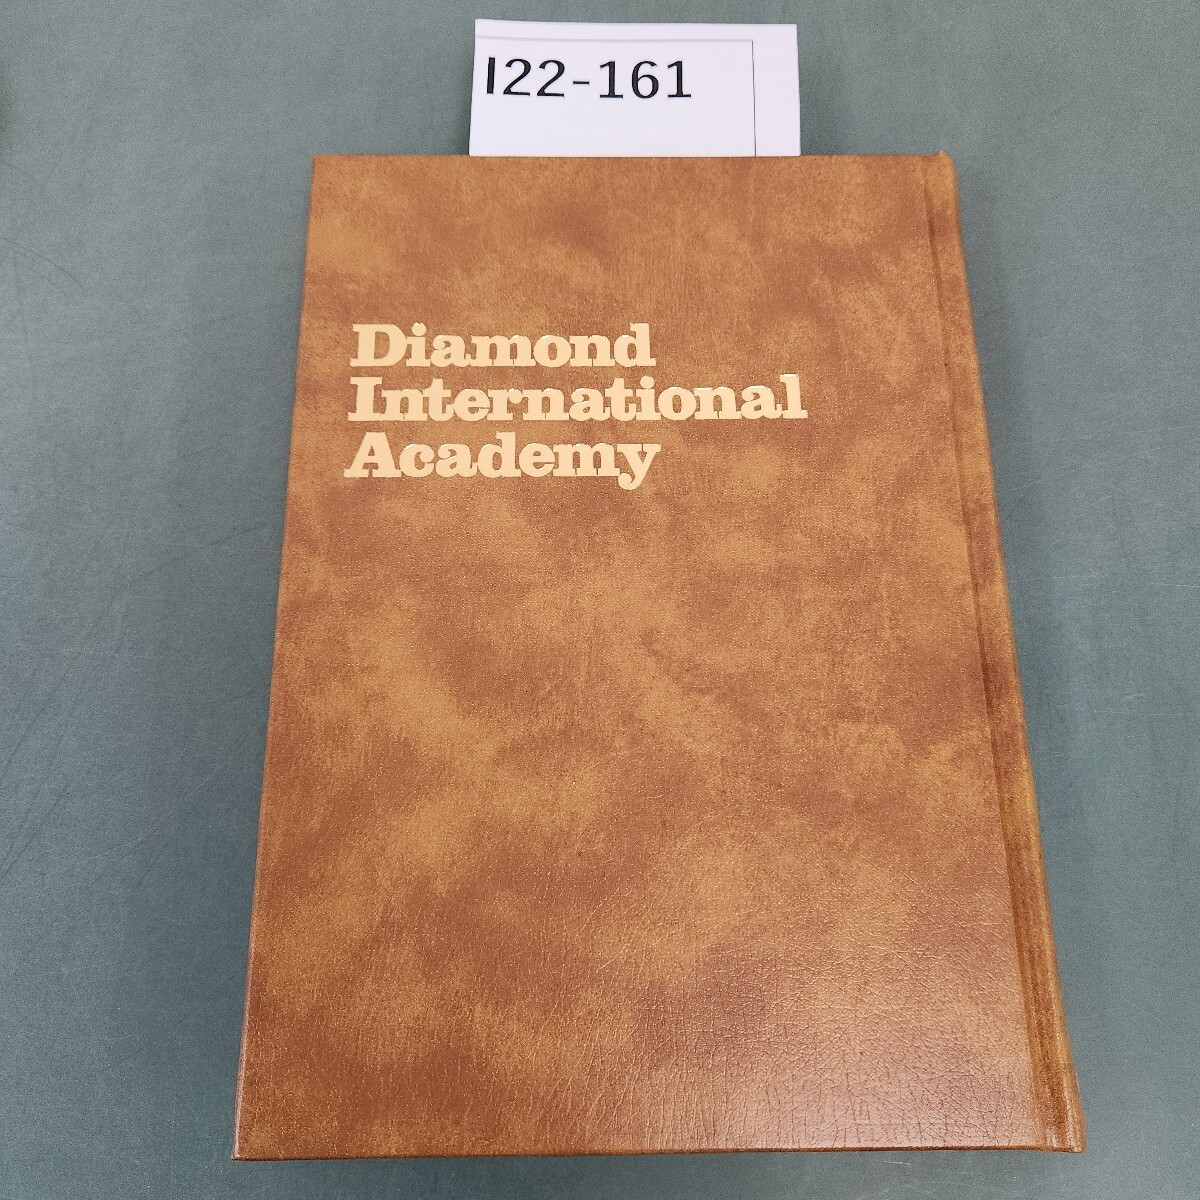 I22-161
Diamond
International
Academy